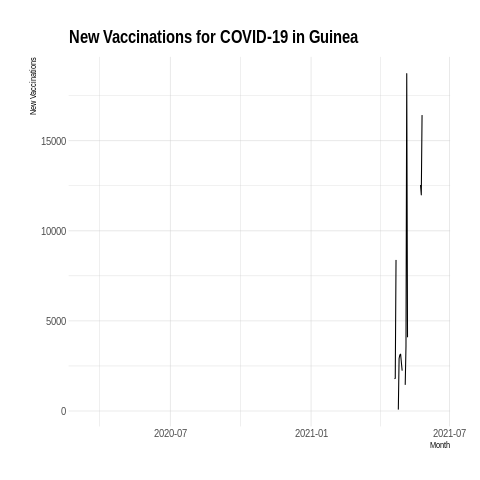 New Vaccinations for COVID-19 in Guinea
New Vaccinations
15000
10000
5000
0
2020-07
2021-01
2021-07
Month